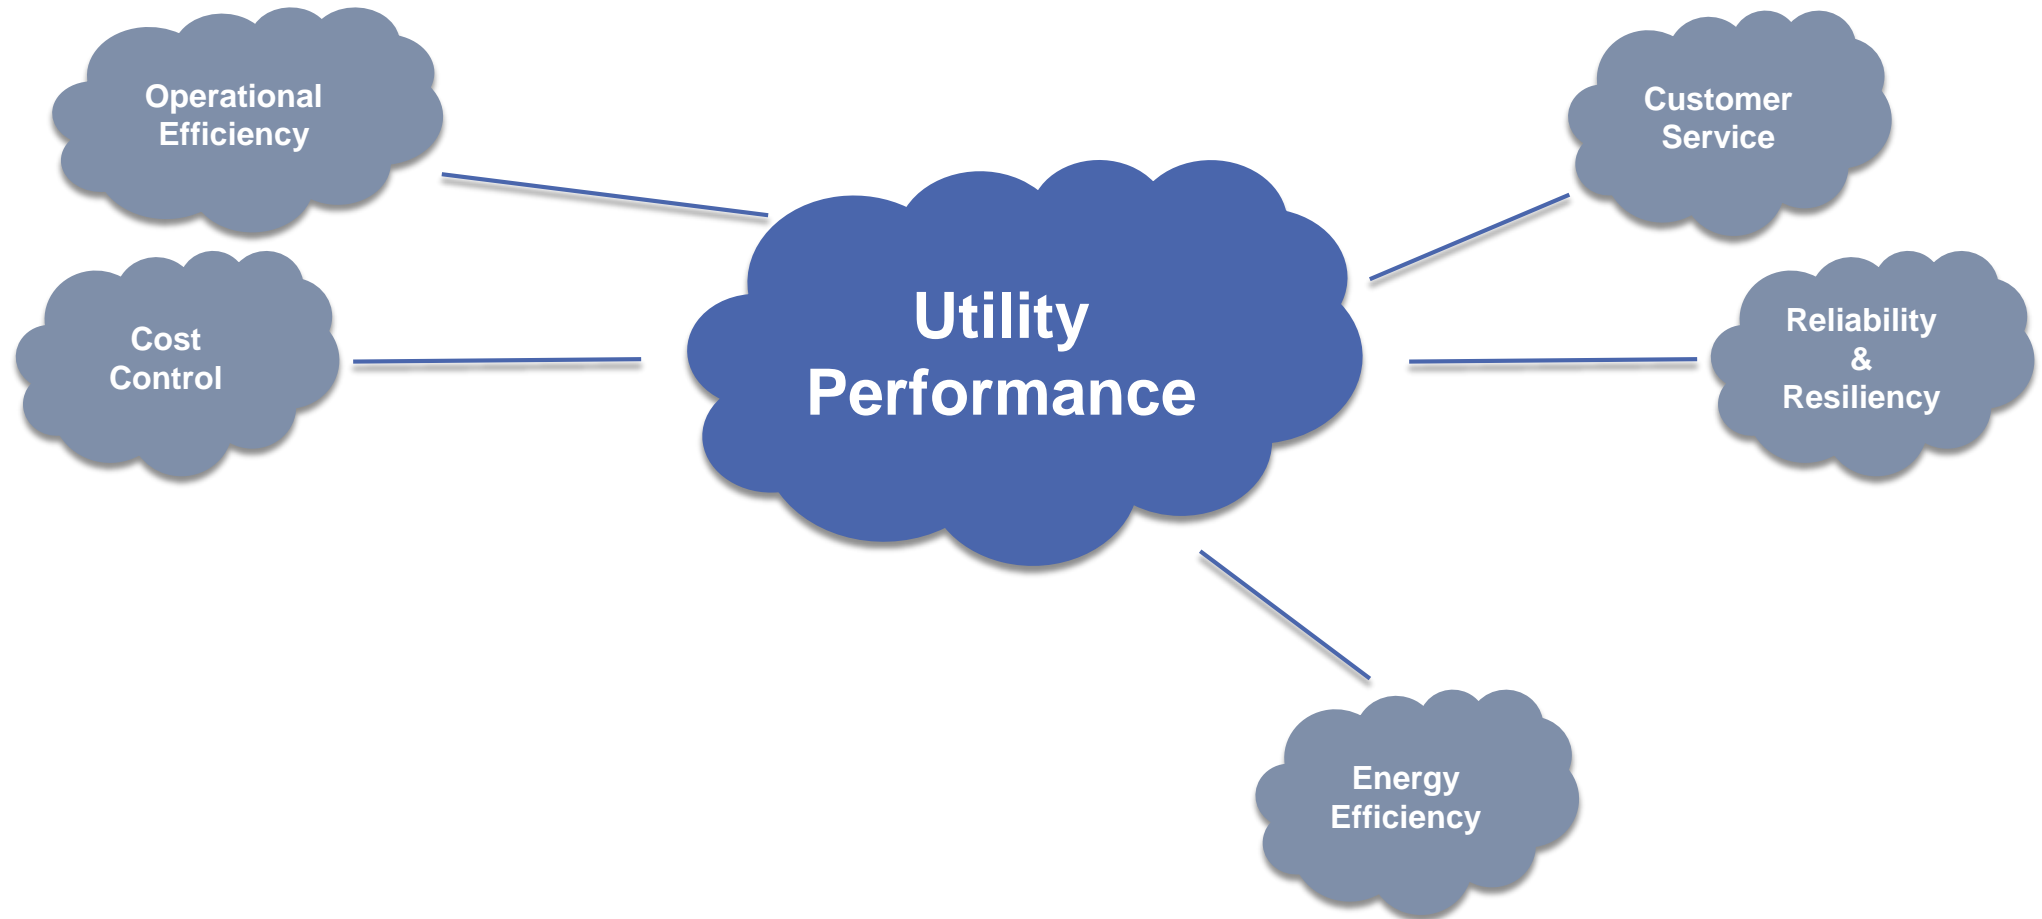 Operational
Efficiency
Customer
Service
Utility
Performance
Cost
Control
Reliability
&
Resiliency
Energy
Efficiency